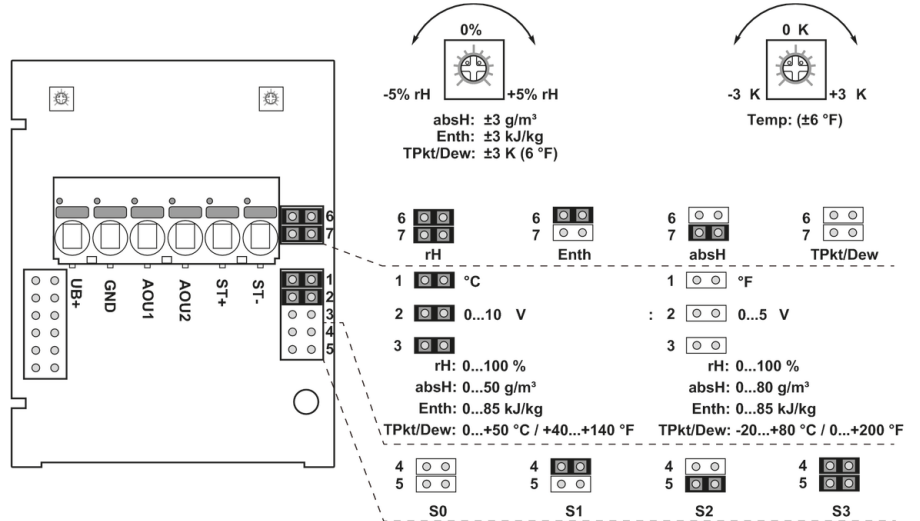 0%
-5% rH +5% rH
absH: ±3 g/m³
Enth: ±3 kJ/kg
TPkt/Dew: ±3 K (6 °F)
0 K
-3 K +3 K
Temp: (±6 °F)
6
7
UB+
GND
AOU1
AOU2
ST+
ST-
1
2
3
4
5
6
7
rH
6
7
Enth
6
7
absH
6
7
TPkt/Dew
1 °C
1 °F
2 0...10 V
: 2 0...5 V
3
rH: 0...100 %
absH: 0...50 g/m³
Enth: 0...85 kJ/kg
TPkt/Dew: 0...+50 °C / +40...+140 °F
3
rH: 0...100 %
absH: 0...80 g/m³
Enth: 0...85 kJ/kg
TPkt/Dew: -20...+80 °C / 0...+200 °F
4
5
S0
4
5
S1
4
5
S2
4
5
S3